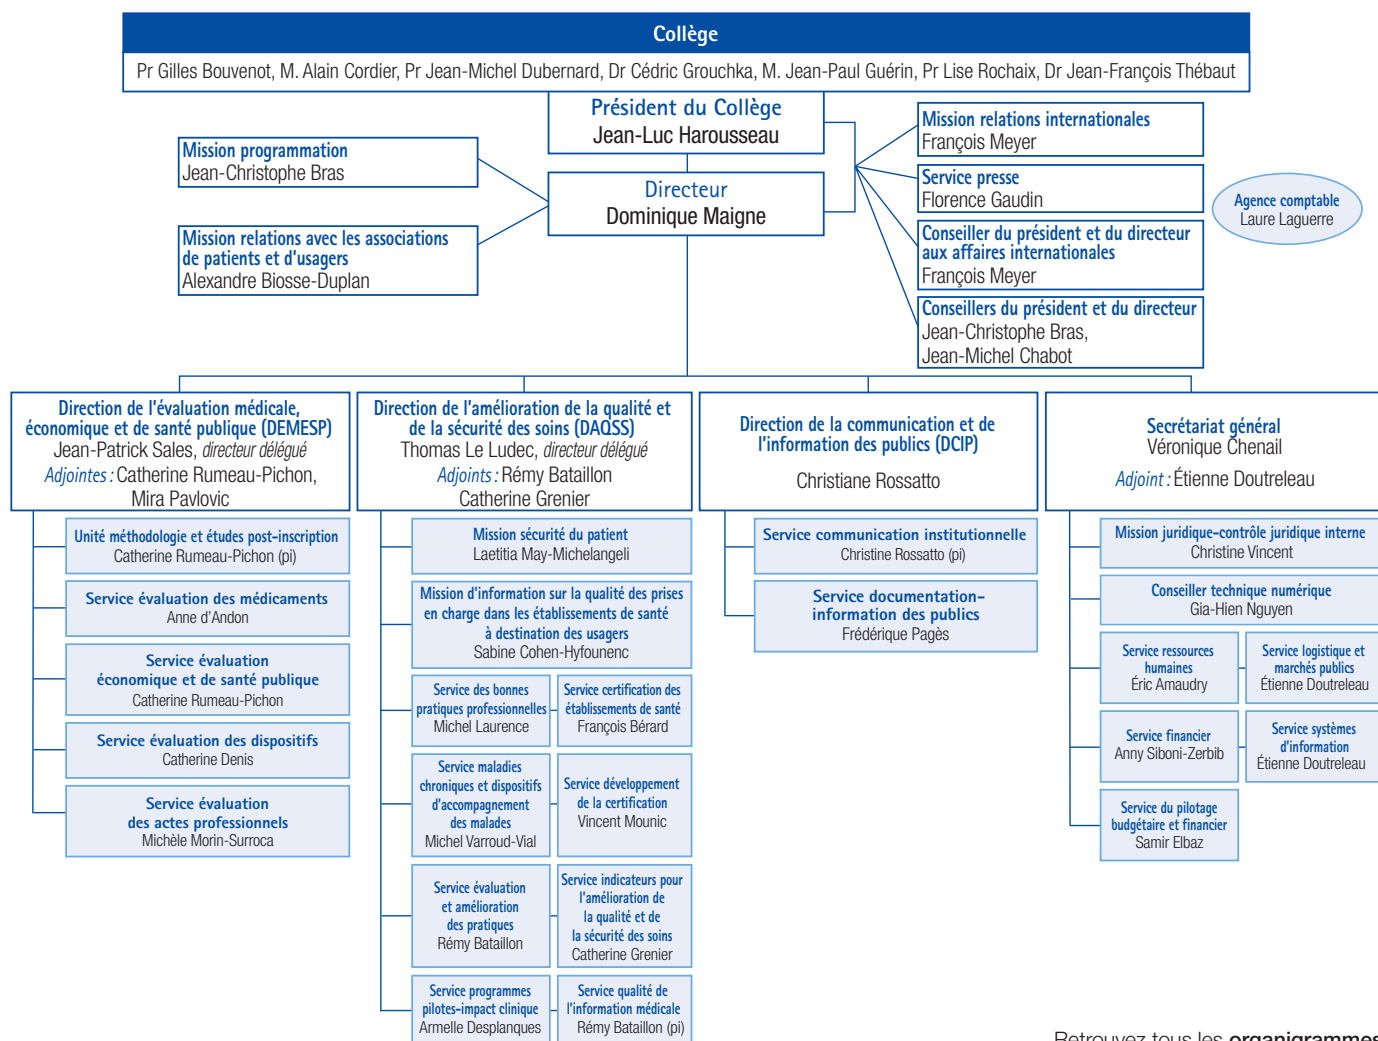 Collège
Pr Gilles Bouvenot, M. Alain Cordier, Pr Jean-Michel Dubernard, Dr Cédric Grouchka, M. Jean-Paul Guérin, Pr Lise Rochaix, Dr Jean-François Thébaut
Président du Collège
Jean-Luc Harousseau
Mission programmation
Jean-Christophe Bras
Directeur
Dominique Maigne
Mission relations avec les associations
de patients et d'usagers
Alexandre Biosse-Duplan
Mission relations internationales
François Meyer
Service presse
Florence Gaudin
Conseiller du président et du directeur
aux affaires internationales
François Meyer
Conseillers du président et du directeur
Jean-Christophe Bras,
Jean-Michel Chabot
Agence comptable
Laure Laguerre
Direction de l'évaluation médicale,
économique et de santé publique (DEMESP)
Jean-Patrick Sales, directeur délégué
Adjointes : Catherine Rumeau-Pichon,
Mira Pavlovic
Unité méthodologie et études post-inscription
Catherine Rumeau-Pichon (pi)
Service évaluation des médicaments
Anne d'Andon
Service évaluation
économique et de santé publique
Catherine Rumeau-Pichon
Service évaluation des dispositifs
Catherine Denis
Service évaluation
des actes professionnels
Michèle Morin-Surroca
Direction de l'amélioration de la qualité et
de la sécurité des soins (DAQSS)
Thomas Le Ludec, directeur délégué
Adjoints : Rémy Bataillon
Catherine Grenier
Mission sécurité du patient
Laetitia May-Michelangeli
Mission d'information sur la qualité des prises
en charge dans les établissements de santé
à destination des usagers
Sabine Cohen-Hyfounenc
Service des bonnes
pratiques professionnelles
Michel Laurence
Service certification des
établissements de santé
François Bérard
Service maladies
chroniques et dispositifs
d'accompagnement
des malades
Michel Varroud-Vial
Service développement
de la certification
Vincent Mounic
Service évaluation
et amélioration
des pratiques
Rémy Bataillon
Service indicateurs pour
l'amélioration de
la qualité et de
la sécurité des soins
Catherine Grenier
Service programmes
pilotes-impact clinique
Armelle Desplanques
Service qualité de
l'information médicale
Rémy Bataillon (pi)
Direction de la communication et de
l'information des publics (DCIP)
Christiane Rossatto
Service communication institutionnelle
Christine Rossatto (pi)
Service documentation-
information des publics
Frédérique Pagès
Secrétariat général
Véronique Chenail
Adjoint : Étienne Doutreleau
Mission juridique-contrôle juridique interne
Christine Vincent
Conseiller technique numérique
Gia-Hien Nguyen
Service ressources
humaines
Éric Amaudry
Service logistique et
marchés publics
Étienne Doutreleau
Service financier
Anny Siboni-Zerbib
Service systèmes
d'information
Étienne Doutreleau
Service du pilotage
budgétaire et financier
Samir Elbaz
Retrouvez tous les organigrammes